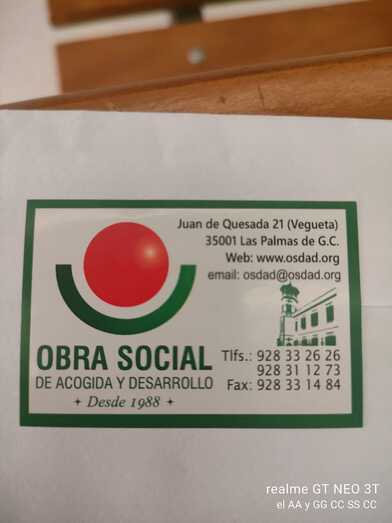 Juan de Quesada 21 (Vegueta)
35001 Las Palmas de G.C.
Web: www.osdad.org
email: osdad@osdad.org
OBRA SOCIAL
DE ACOGIDA Y DESARROLLO
+ Desde 1988 +
Tlfs.: 928 33 26 26
928 31 12 73
Fax: 928 33 14 84
realme GT NEO 3T
el AA y GG CC SS CC